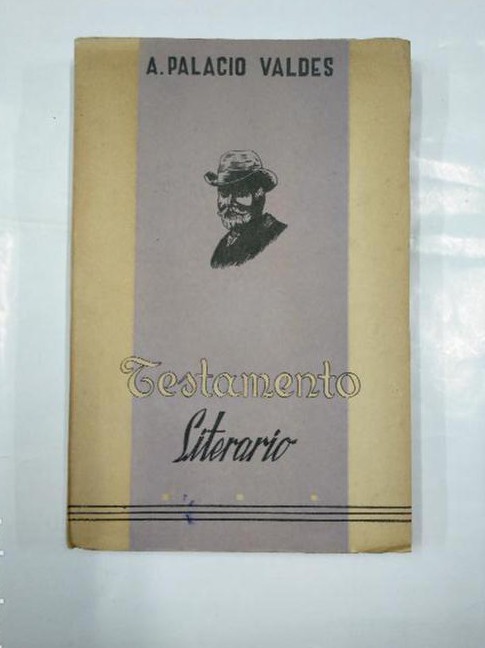 A. PALACIO VALDES
Testamento
Literario